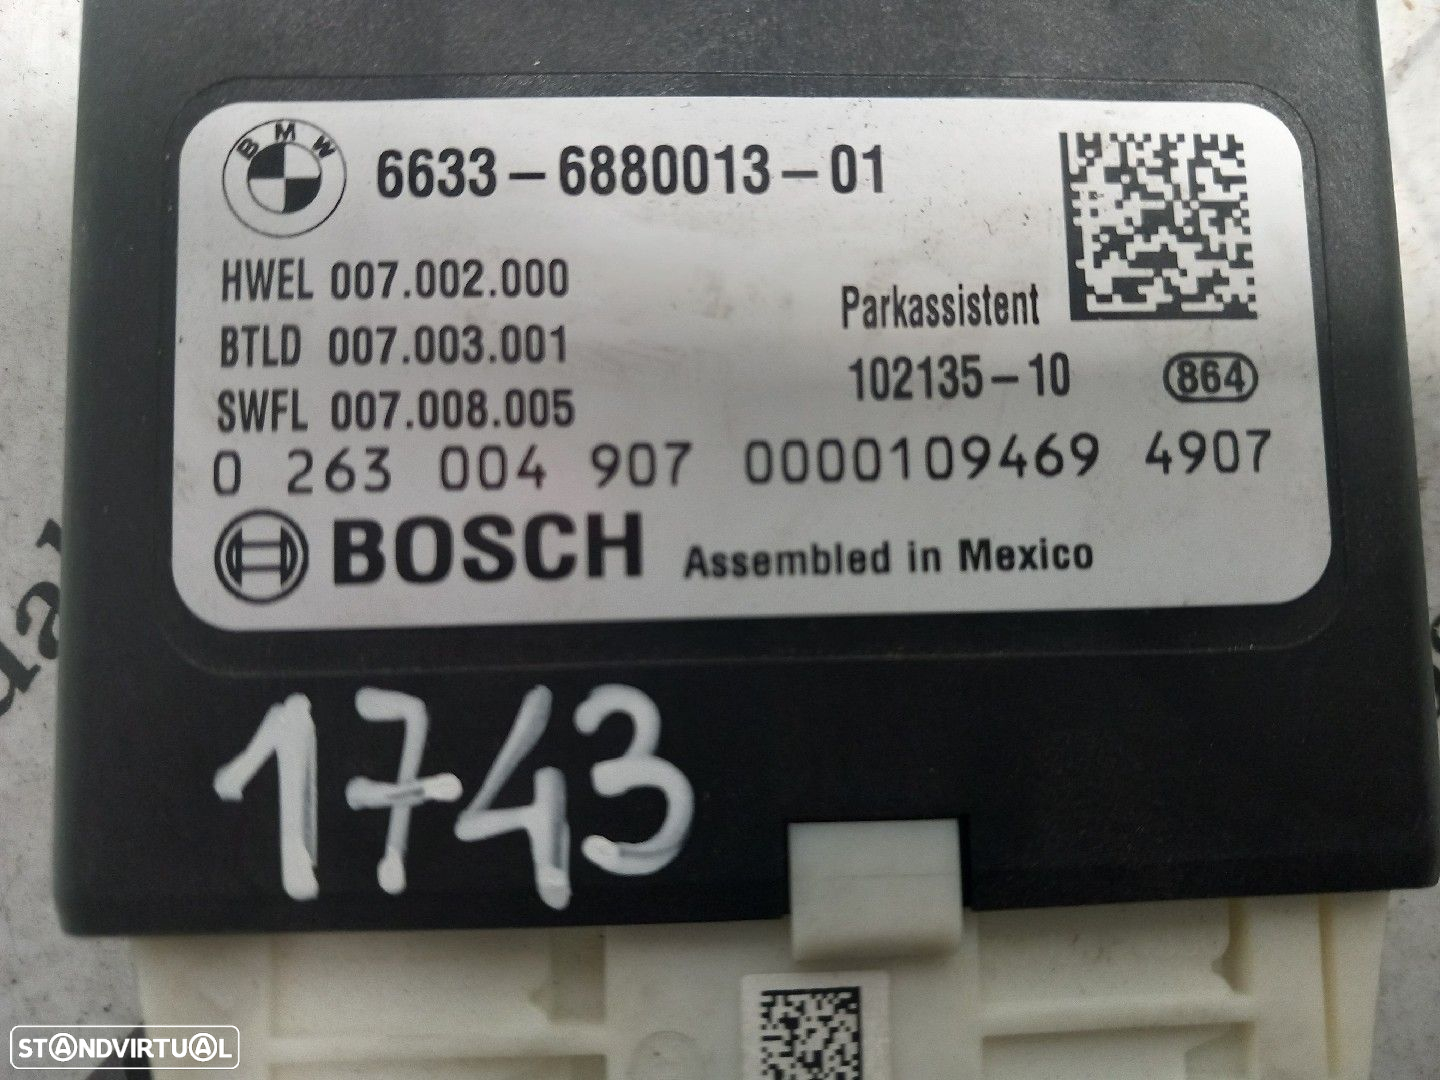 BMW
6633-6880013-01
HWEL 007.002.000
BTLD 007.003.001
SWFL 007.008.005
Parkassistent
102135-10
864
0 263 004 907 0000109469 4907
BOSCH Assembled in Mexico
1743
STANDVIRTUAL